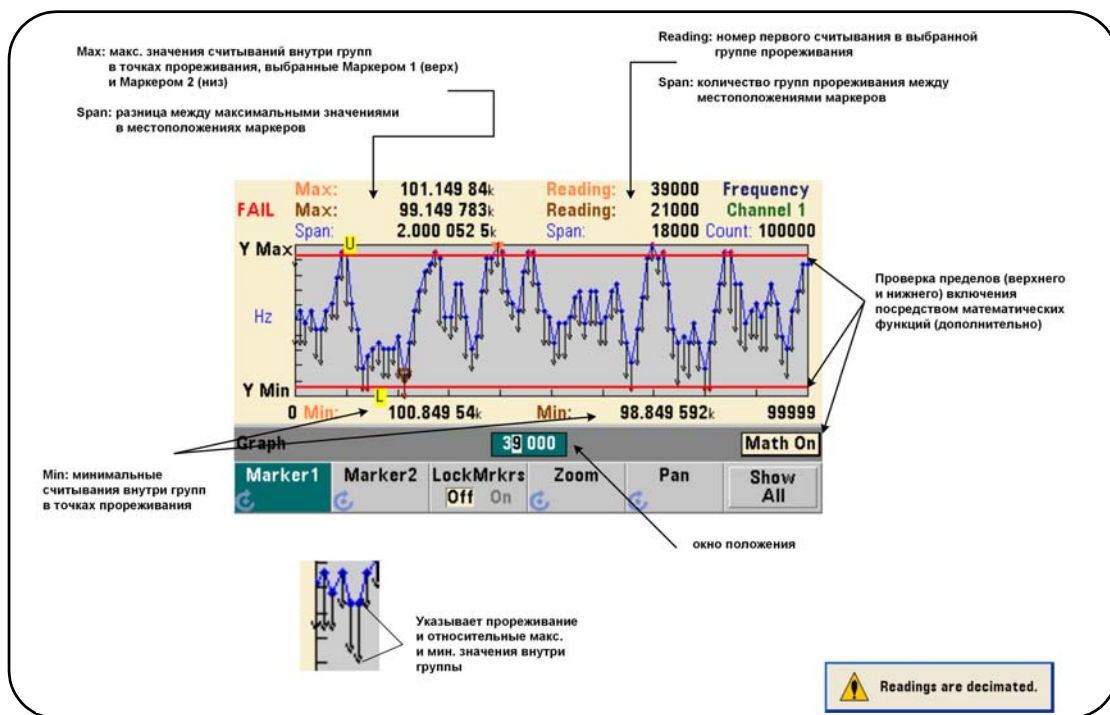 Max: макс. значения считываний внутри групп
в точках прореживания, выбранные Маркером 1 (верх)
и Маркером 2 (низ)
Span: разница между максимальными значениями
в местоположениях маркеров
Reading: номер первого считывания в выбранной
группе прореживания
Span: количество групп прореживания между
местоположениями маркеров
Max: 101.149 84k Reading: 39000 Frequency
FAIL Max: 99.149 783k Reading: 21000 Channel 1
Span: 2.000 052 5k Span: 18000 Count: 100000
Y Max
U
1
Hz
Y Min
L
0 Min: 100.849 54k Min: 98.849 592k 99999
Graph 39 000 Math On
Marker1 Marker2 LockMrkrs Zoom Pan Show
Off On All
Проверка пределов (верхнего
и нижнего) включения
посредством математических
функций (дополнительно)
Min: минимальные
считывания внутри групп
в точках прореживания
окно положения
Указывает прореживание
и относительные макс.
и мин. значения внутри
группы
Readings are decimated.